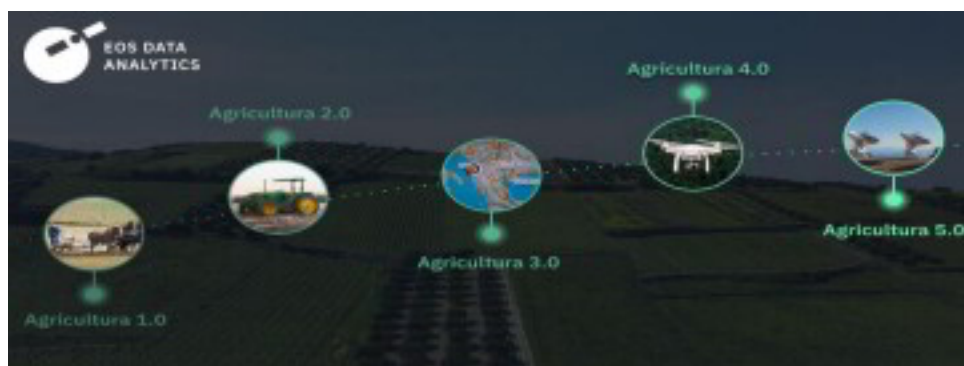 EOS DATA
ANALYTICS
Agricultura 1.0
Agricultura 2.0
Agricultura 3.0
Agricultura 4.0
Agricultura 5.0